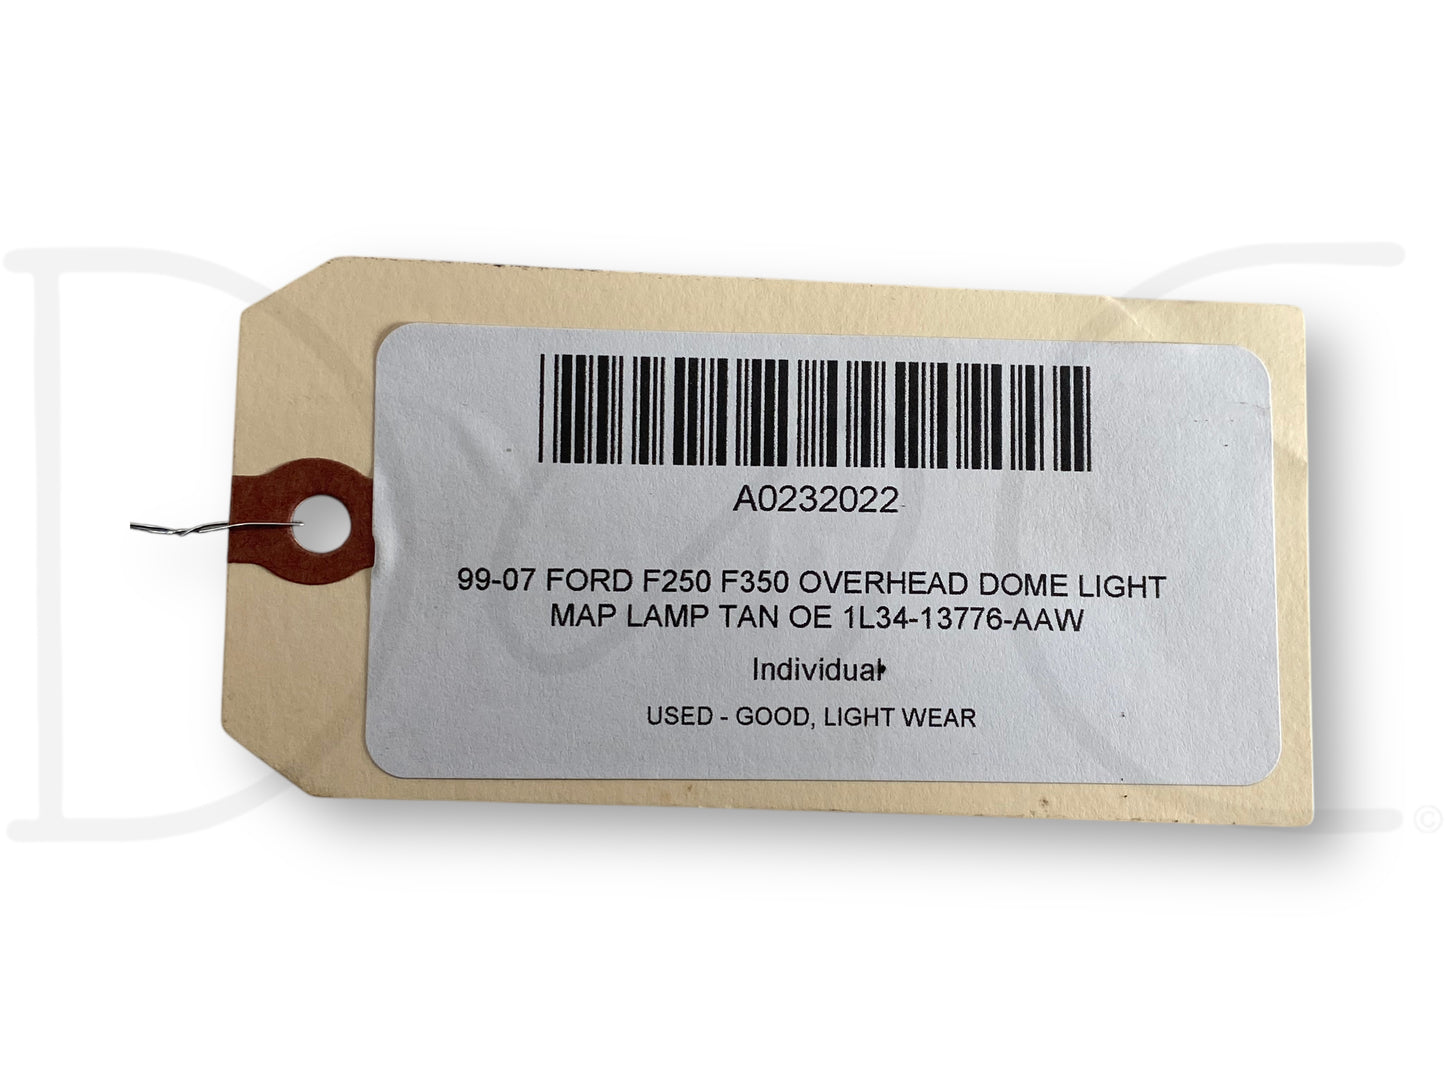 A0232022
99-07 FORD F250 F350 OVERHEAD DOME LIGHT
MAP LAMP TAN OE 1L34-13776-AAW
Individual
USED - GOOD, LIGHT WEAR
©